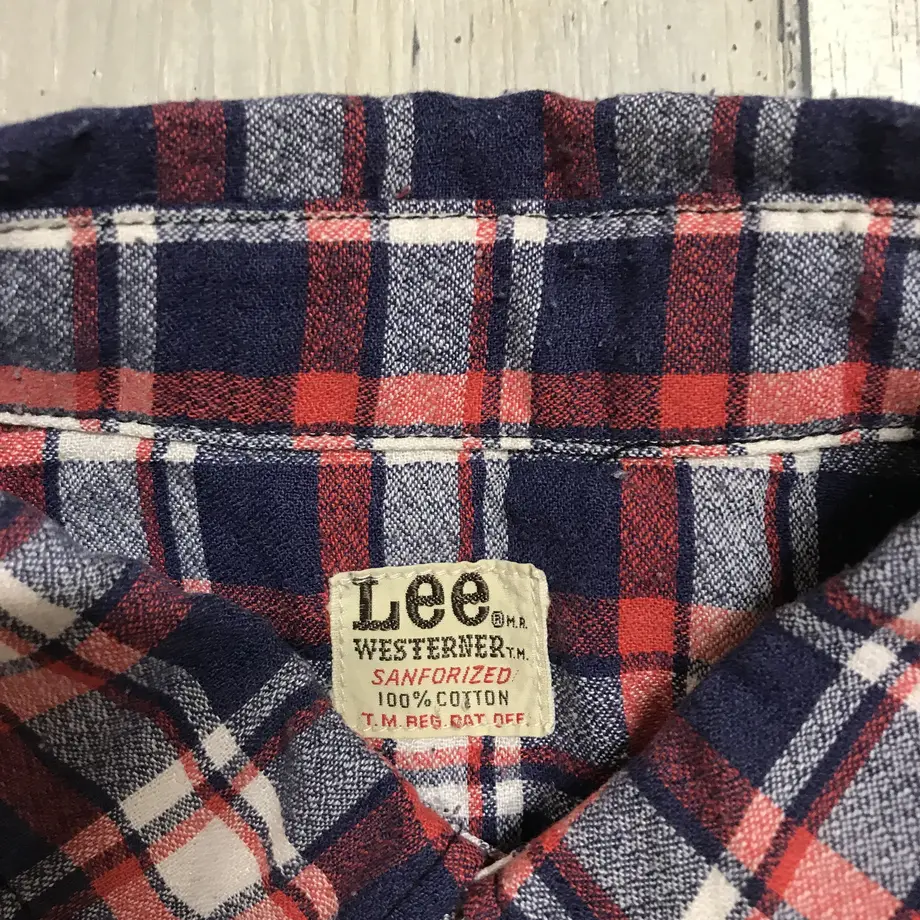 Lee® M.R.
WESTERNER T.M.
SANFORIZED
100% COTTON
T.M. REG. PAT. OFF.